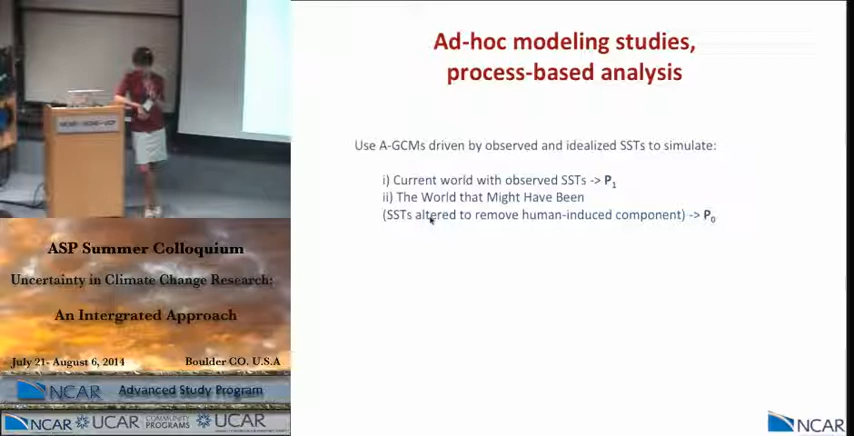 Ad-hoc modeling studies,
process-based analysis
Use A-GCMs driven by observed and idealized SSTs to simulate:
i) Current world with observed SSTs -> P1
ii) The World that Might Have Been
(SSTs altered to remove human-induced component) -> P0
ASP Summer Colloquium
Uncertainty in Climate Change Research:
An Intergrated Approach
July 21- August 6, 2014 Boulder CO. U.S.A
NCAR Advanced Study Program
NCAR UCAR COMMUNITY PROGRAMS UCAR
NCAR